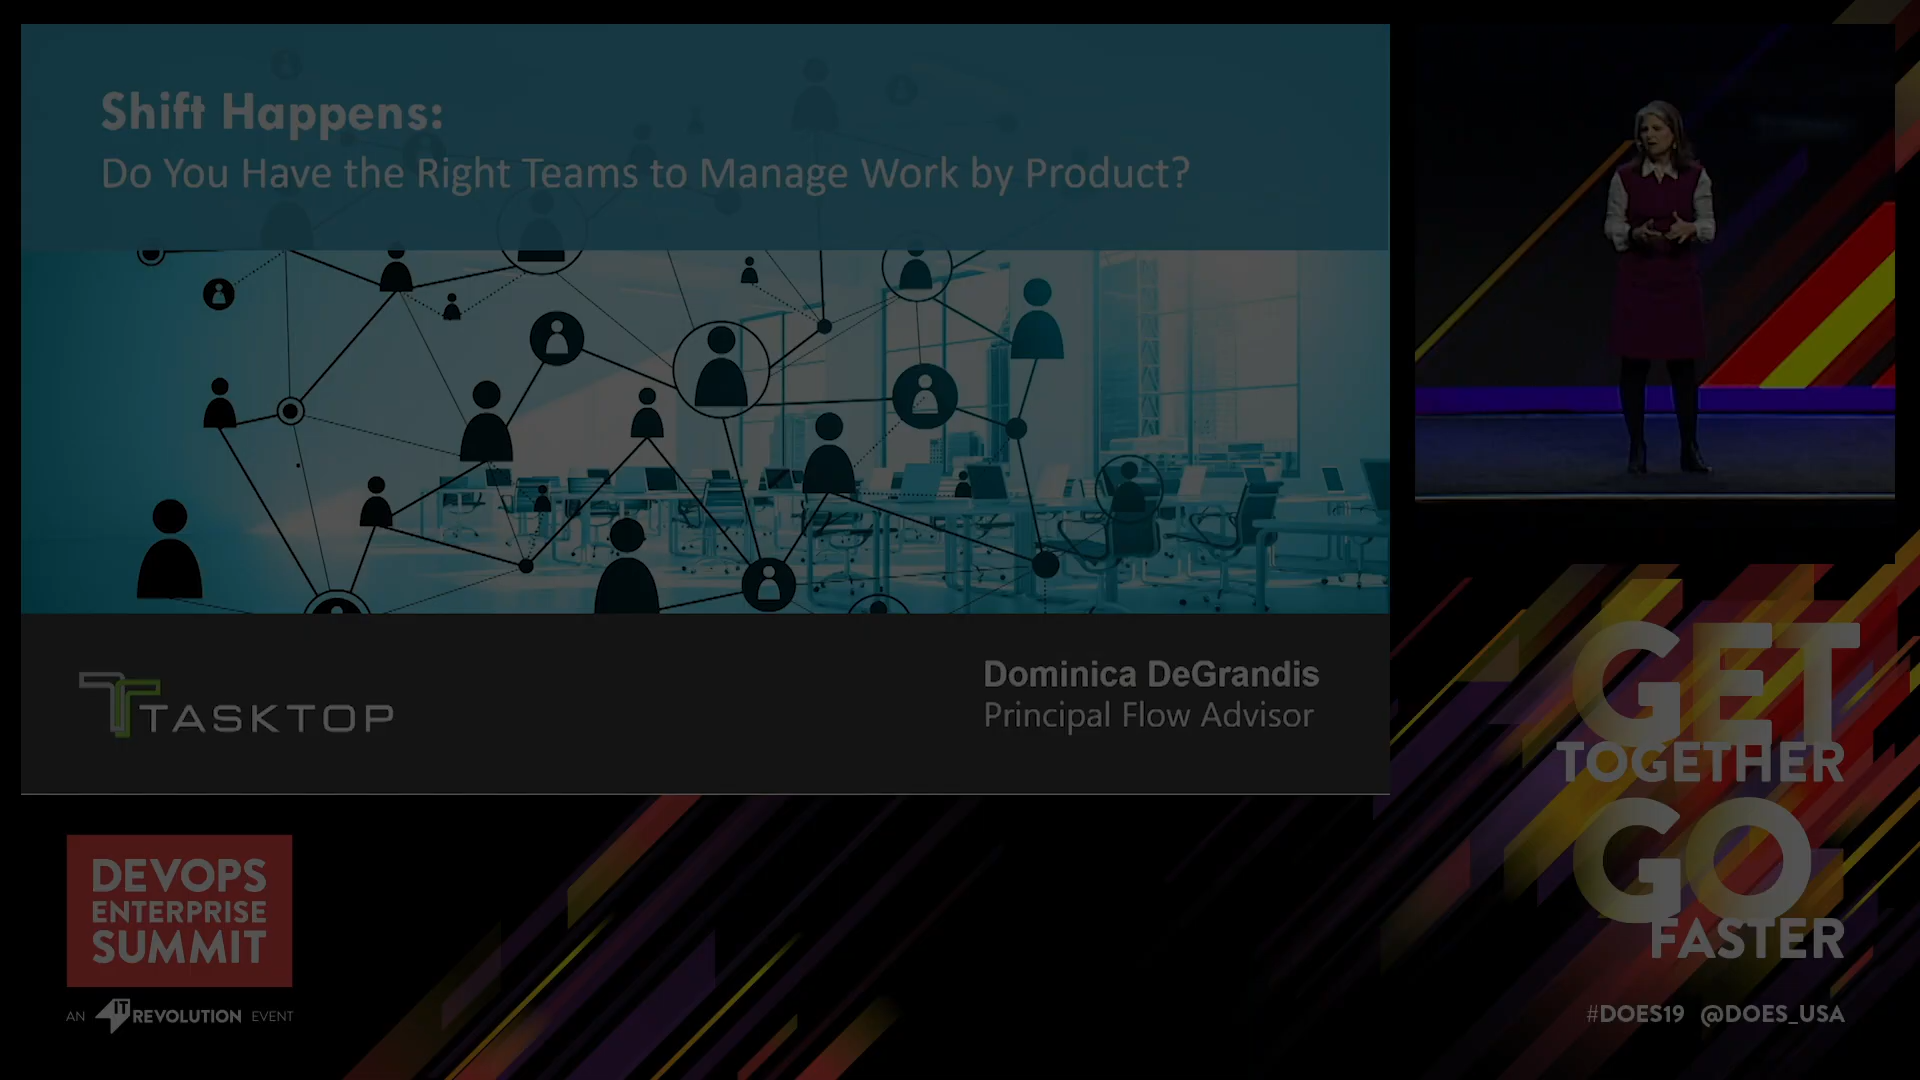 Shift Happens:
Do You Have the Right Teams to Manage Work by Product?
TASKTOP
Dominica DeGrandis
Principal Flow Advisor
DEVOPS
ENTERPRISE
SUMMIT
AN IT REVOLUTION EVENT
GET
TOGETHER
GO
FASTER
#DOES19 @DOES_USA